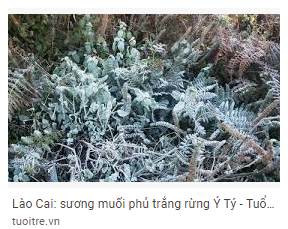 Lào Cai: sương muối phủ trắng rừng Ý Tý - Tuổ...
tuoitre.vn